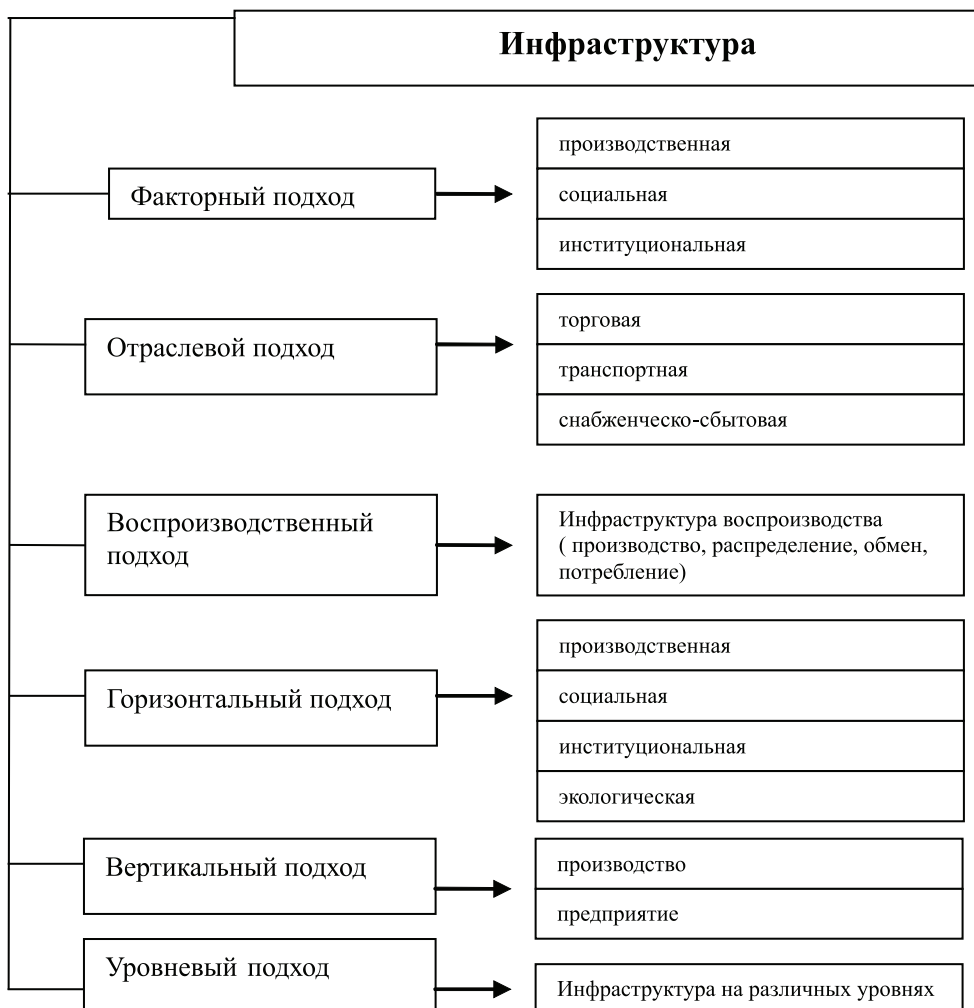 Инфраструктура
Факторный подход
производственная
социальная
институциональная
Отраслевой подход
торговая
транспортная
снабженческо-сбытовая
Воспроизводственный
подход
Инфраструктура воспроизводства
( производство, распределение, обмен,
потребление)
Горизонтальный подход
производственная
социальная
институциональная
экологическая
Вертикальный подход
производство
предприятие
Уровневый подход
Инфраструктура на различных уровнях